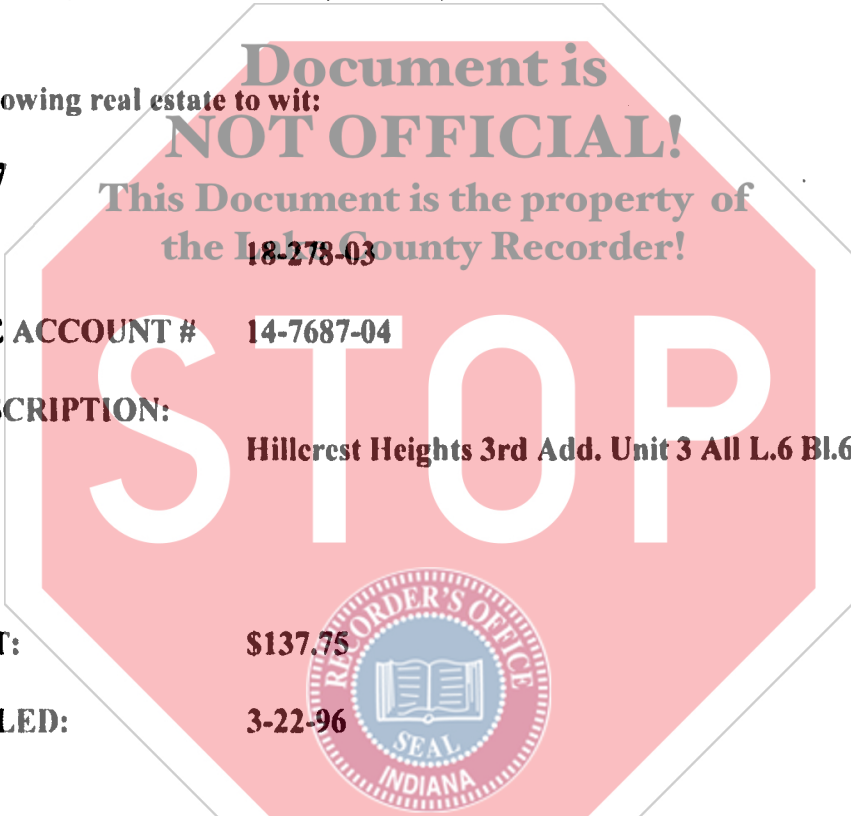 Document is
owing real estate to wit:
NOT OFFICIAL!
7
This Document is the property of
the Lake County Recorder!
18-278-03
ACCOUNT # 14-7687-04
SCRIPTION:
Hillcrest Heights 3rd Add. Unit 3 All L.6 Bl.6
STOP
T: $137.75
LED: 3-22-96
RECORDER'S OFFICE
SEAL
INDIANA